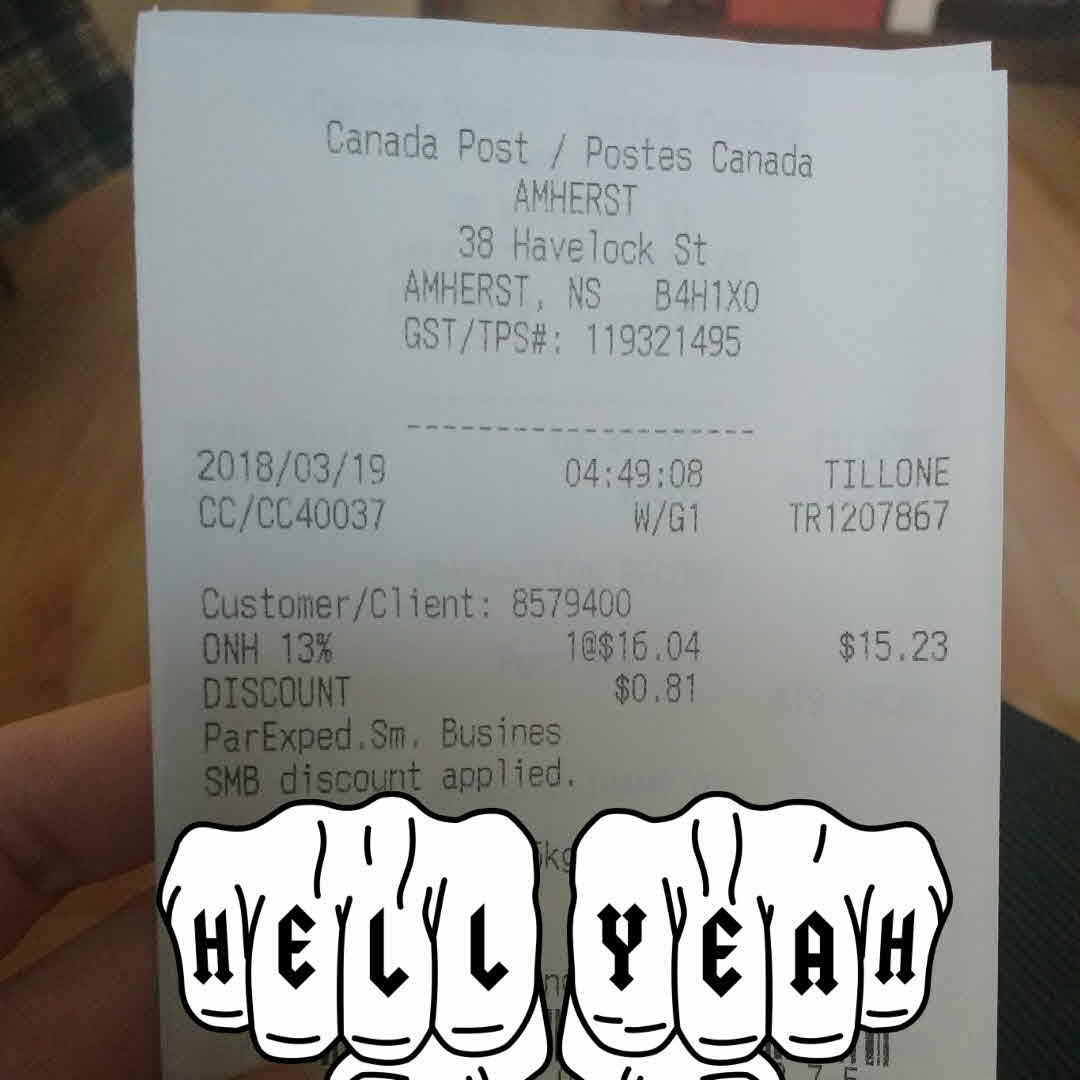 Canada Post / Postes Canada
AMHERST
38 Havelock St
AMHERST, NS B4H1X0
GST/TPS#: 119321495
--------------------
2018/03/19 04:49:08 TILLONE
CC/CC40037 W/G1 TR1207867
Customer/Client: 8579400
ONH 13% 1@$16.04 $15.23
DISCOUNT $0.81
ParExped.Sm. Busines
SMB discount applied.
HELL YEAH